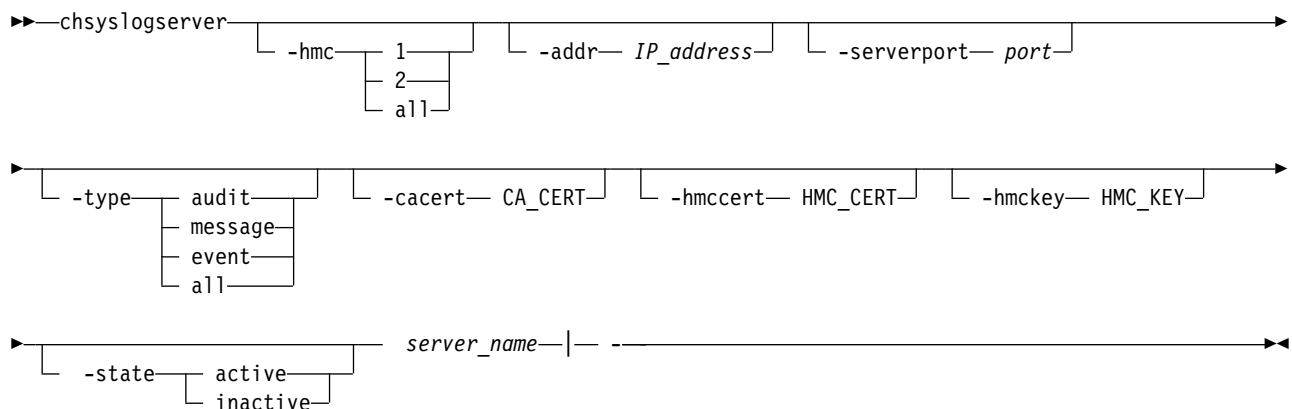 chsyslogserver
-hmc 1 -addr IP_address -serverport port
2
all
-type audit -cacert CA_CERT -hmccert HMC_CERT -hmckey HMC_KEY
message
event
all
server_name | -
-state active
inactive